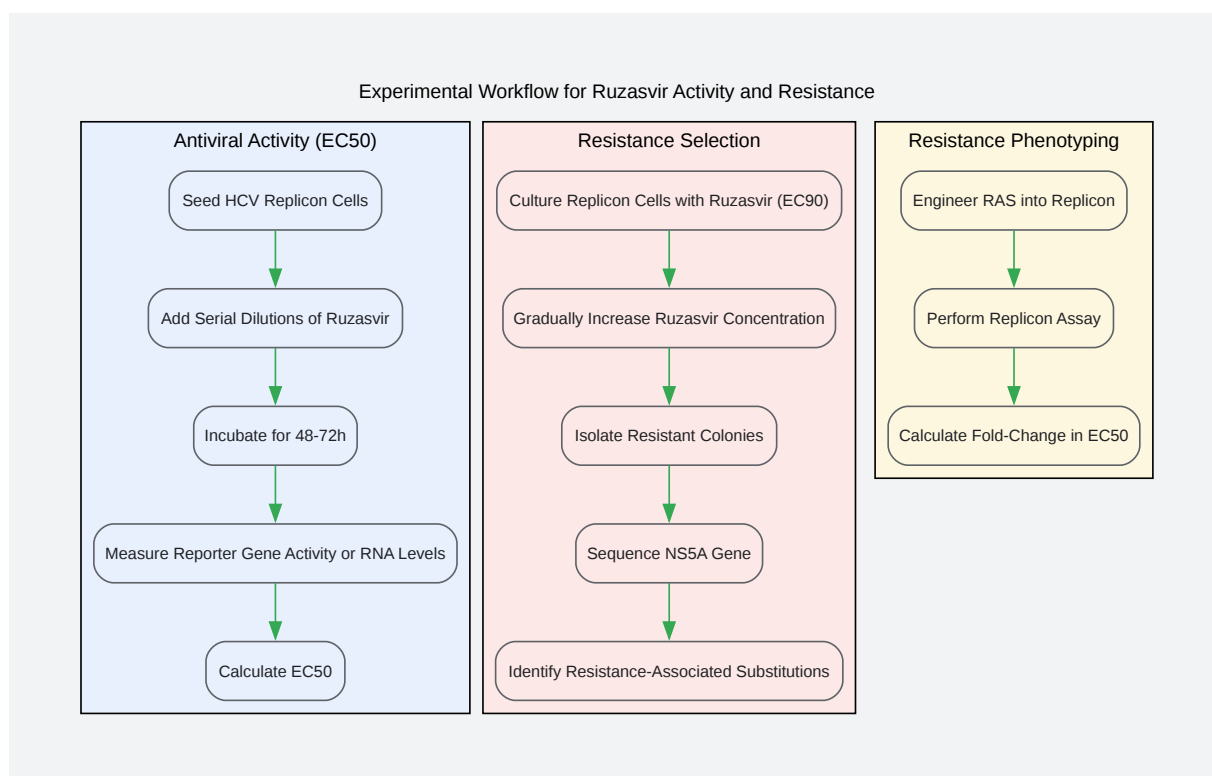 Experimental Workflow for Ruzasvir Activity and Resistance
Antiviral Activity (EC50)
Seed HCV Replicon Cells
Add Serial Dilutions of Ruzasvir
Incubate for 48-72h
Measure Reporter Gene Activity or RNA Levels
Calculate EC50
Resistance Selection
Culture Replicon Cells with Ruzasvir (EC90)
Gradually Increase Ruzasvir Concentration
Isolate Resistant Colonies
Sequence NS5A Gene
Identify Resistance-Associated Substitutions
Resistance Phenotyping
Engineer RAS into Replicon
Perform Replicon Assay
Calculate Fold-Change in EC50